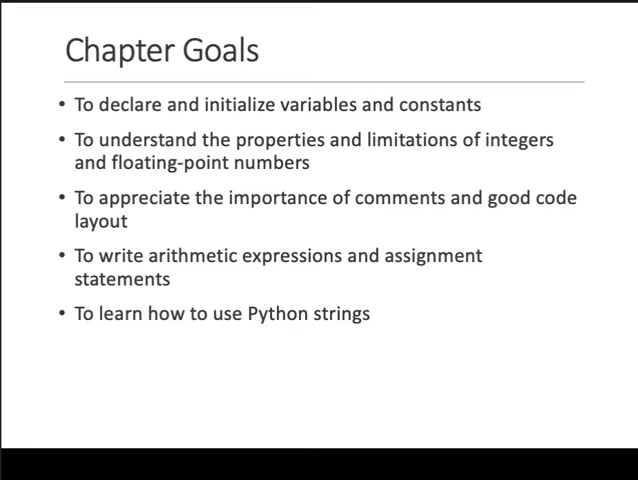 Chapter Goals
• To declare and initialize variables and constants
• To understand the properties and limitations of integers
and floating-point numbers
• To appreciate the importance of comments and good code
layout
• To write arithmetic expressions and assignment
statements
• To learn how to use Python strings